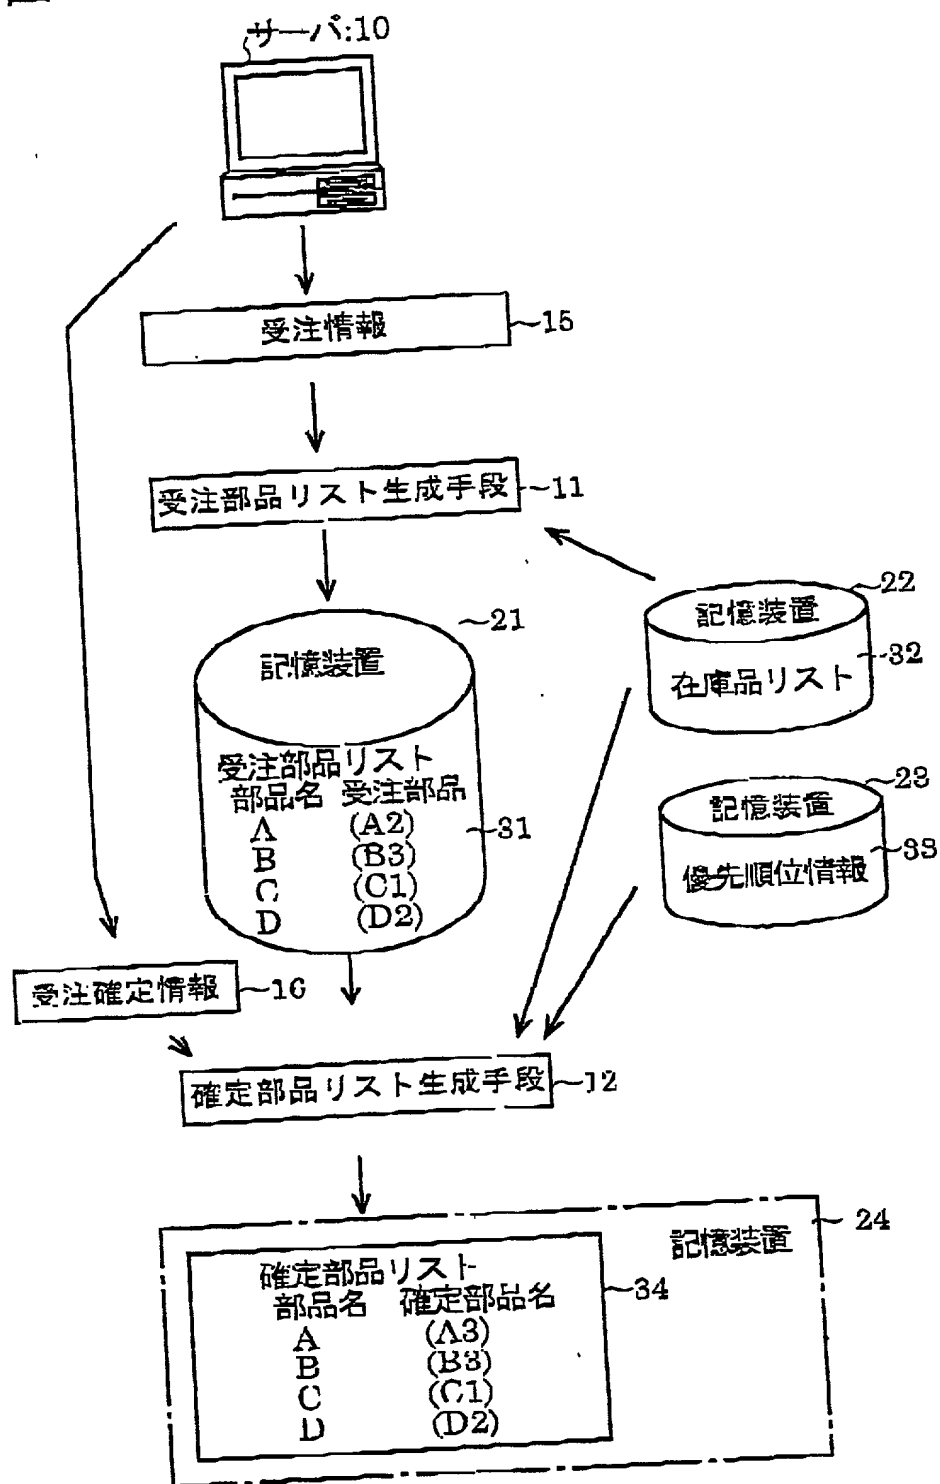 サーバ:10
受注情報 15
受注部品リスト生成手段 11
22
記憶装置
32
在庫品リスト
21
記憶装置
受注部品リスト
部品名 受注部品
A (A2)
B (B3)
C (C1)
D (D2)
31
23
記憶装置
33
優先順位情報
受注確定情報 16
確定部品リスト生成手段 12
24
記憶装置
確定部品リスト
34
部品名 確定部品名
A (A3)
B (B3)
C (C1)
D (D2)